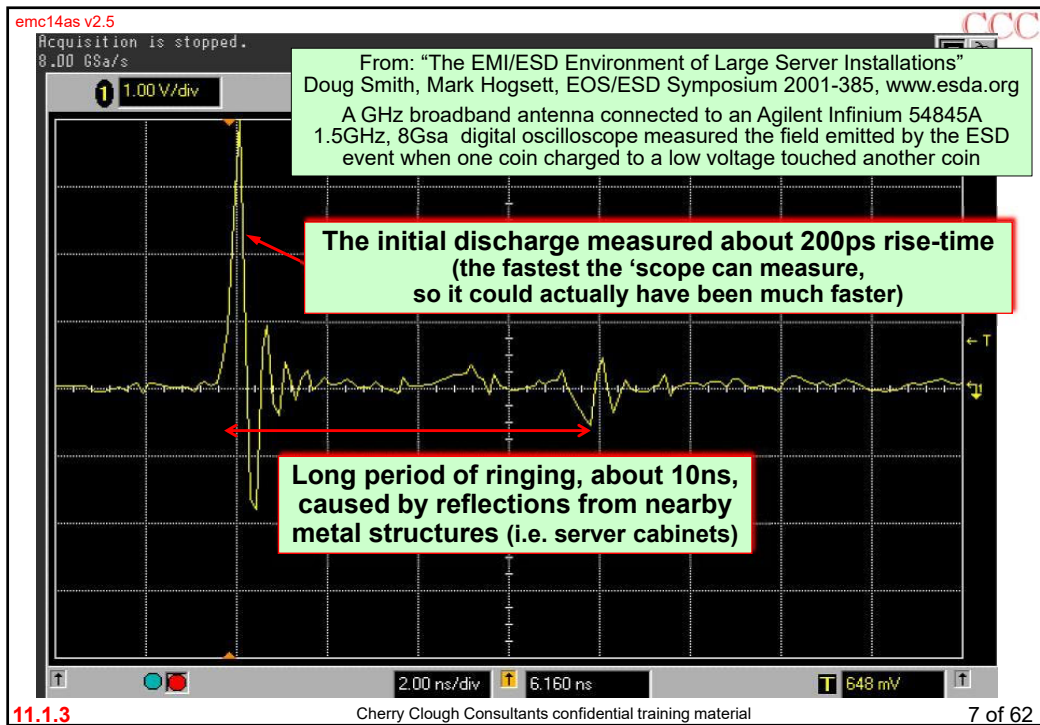 emc14as v2.5
CCC
Acquisition is stopped.
8.00 GSa/s
1 1.00 V/div
From: “The EMI/ESD Environment of Large Server Installations”
Doug Smith, Mark Hogsett, EOS/ESD Symposium 2001-385, www.esda.org
A GHz broadband antenna connected to an Agilent Infinium 54845A
1.5GHz, 8Gsa digital oscilloscope measured the field emitted by the ESD
event when one coin charged to a low voltage touched another coin
The initial discharge measured about 200ps rise-time
(the fastest the ‘scope can measure,
so it could actually have been much faster)
T
Long period of ringing, about 10ns,
caused by reflections from nearby
metal structures (i.e. server cabinets)
2.00 ns/div 6.160 ns T 648 mV
11.1.3 Cherry Clough Consultants confidential training material 7 of 62